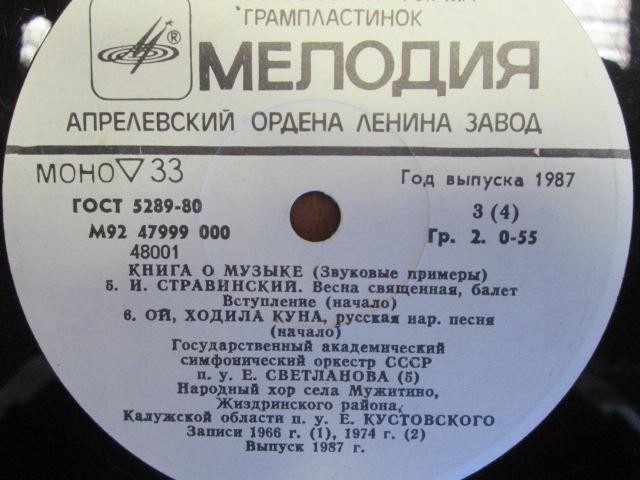 ГРАМПЛАСТИНОК
®
МЕЛОДИЯ
АПРЕЛЕВСКИЙ ОРДЕНА ЛЕНИНА ЗАВОД
МОНО ▽ 33
Год выпуска 1987
ГОСТ 5289-80
3 (4)
М92 47999 000
Гр. 2. 0-55
48001
КНИГА О МУЗЫКЕ (Звуковые примеры)
5. И. СТРАВИНСКИЙ. Весна священная, балет
Вступление (начало)
6. ОЙ, ХОДИЛА КУНА, русская нар. песня
(начало)
Государственный академический
симфонический оркестр СССР
п. у. Е. СВЕТЛАНОВА (5)
Народный хор села Мужитино,
Жиздринского района,
Калужской области п. у. Е. КУСТОВСКОГО
Записи 1966 г. (1), 1974 г. (2)
Выпуск 1987 г.